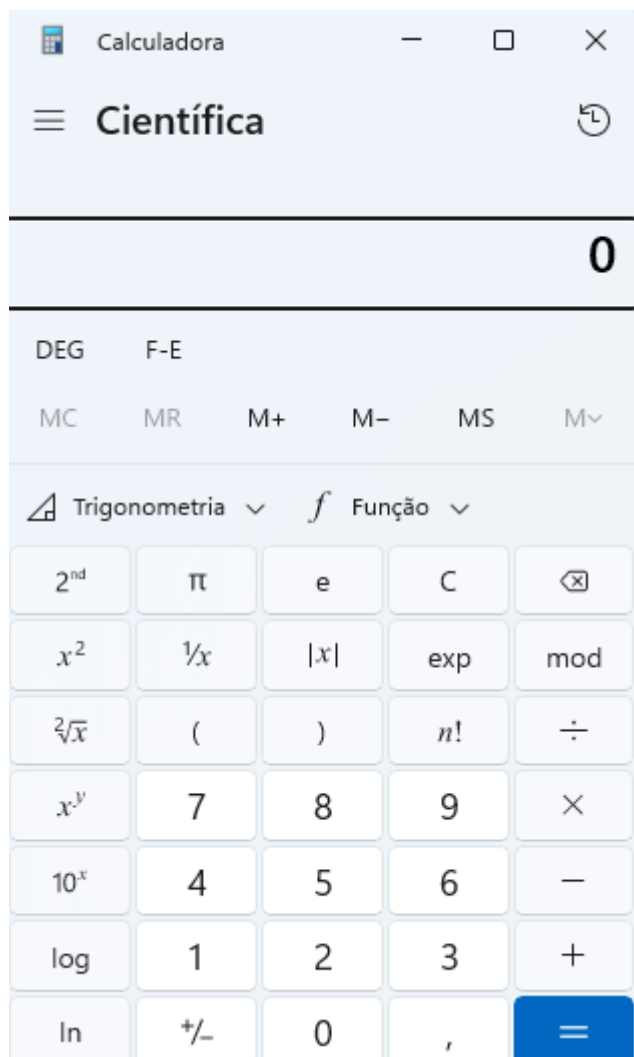 Calculadora
Científica
0
DEG F-E
MC MR M+ M− MS M
Trigonometria f Função
2ⁿᵈ π e C
x² ¹/x |x| exp mod
²√x ( ) n! ÷
xʸ 7 8 9 ×
10ˣ 4 5 6 −
log 1 2 3 +
ln +/− 0 , =